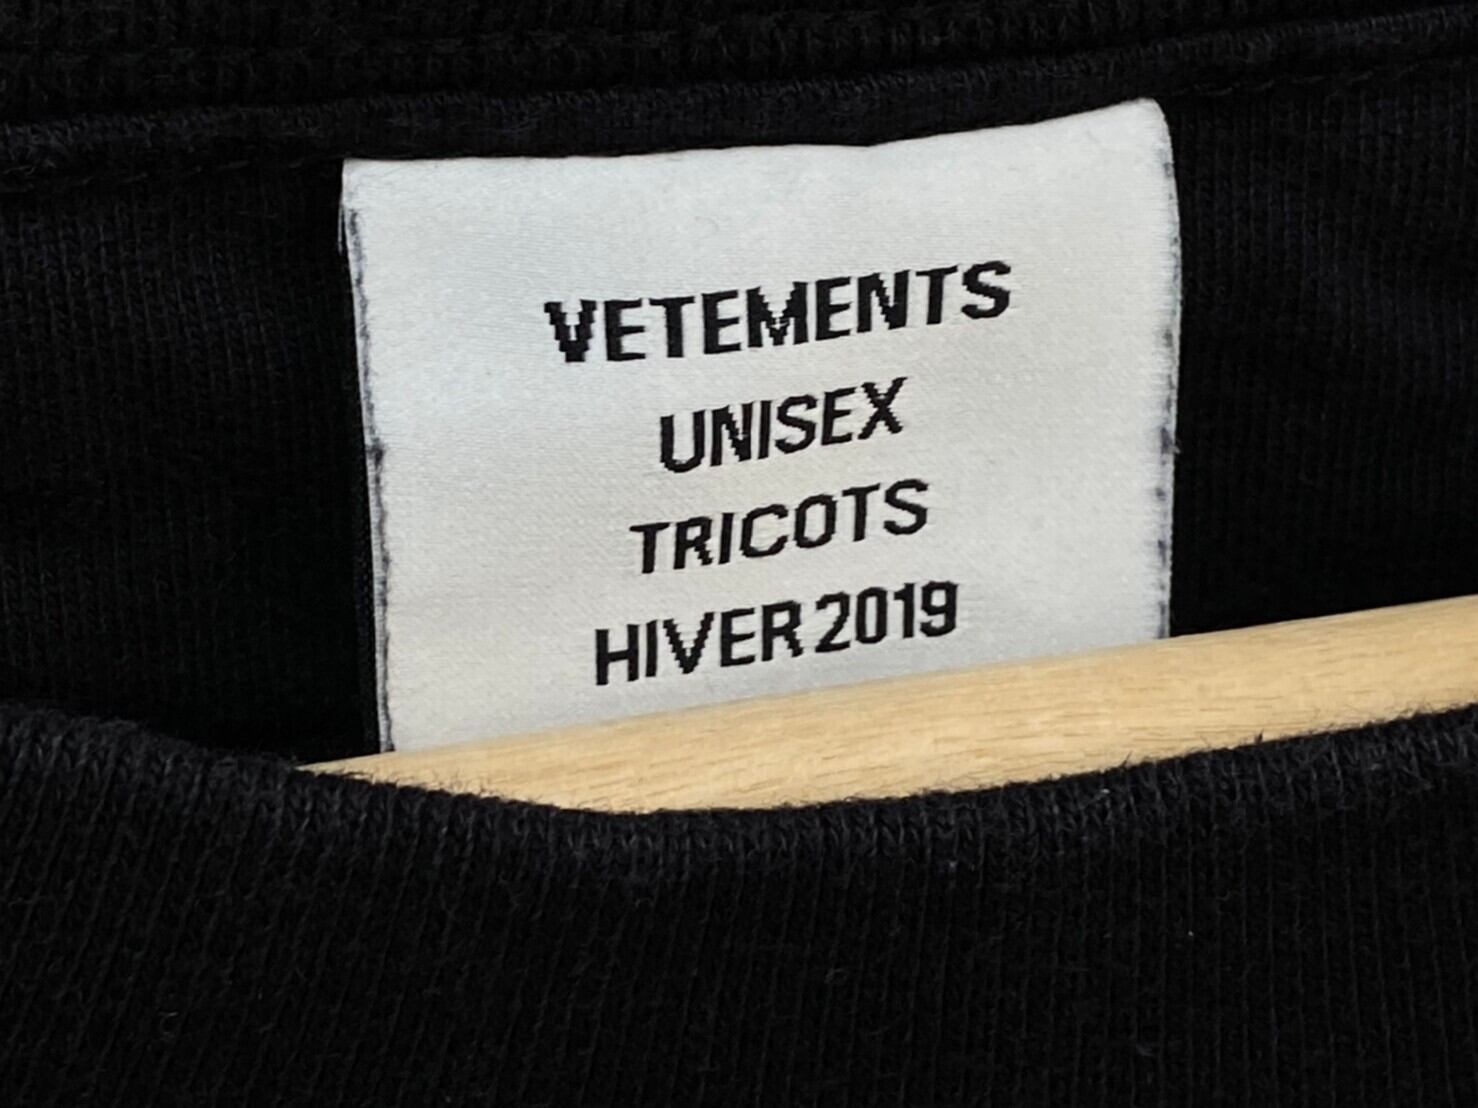 VETEMENTS
UNISEX
TRICOTS
HIVER 2019